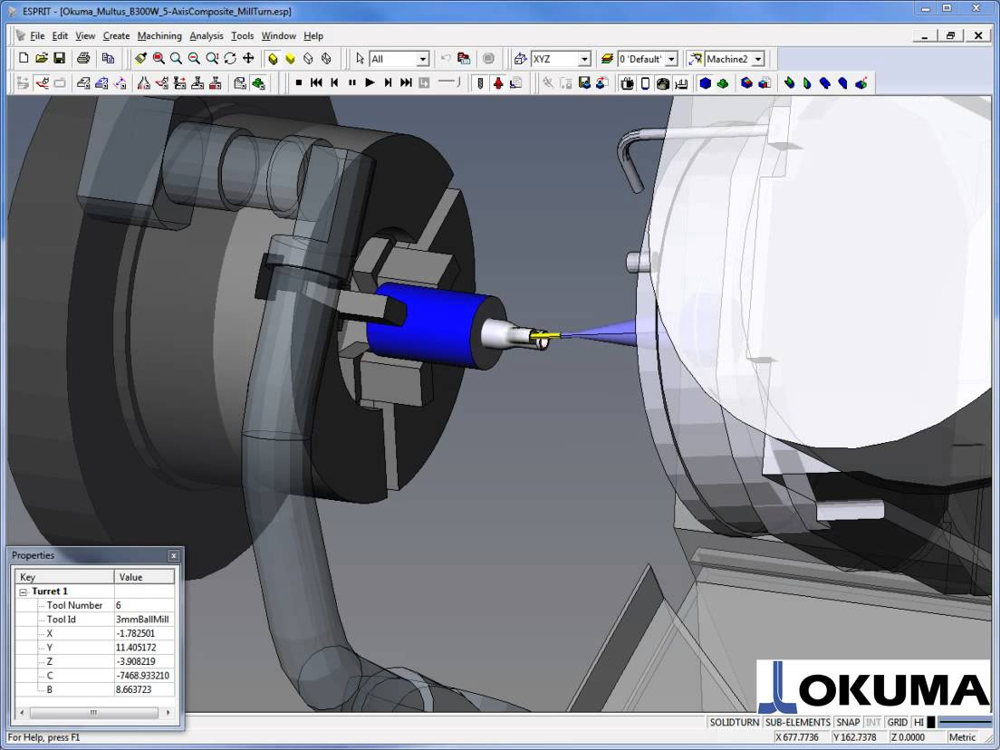 ESPRIT - [Okuma_Multus_B300W_5-AxisComposite_MillTurn.esp]
File Edit View Create Machining Analysis Tools Window Help
All XYZ 0 'Default' Machine2
Properties x
Key Value
Turret 1
Tool Number 6
Tool Id 3mmBallMill
X -1.782501
Y 11.405172
Z -3.908219
C -7468.933210
B 8.663723
OKUMA
SOLIDTURN SUB-ELEMENTS SNAP INT GRID HI
For Help, press F1 X 677.7736 Y 162.7378 Z 0.0000 Metric